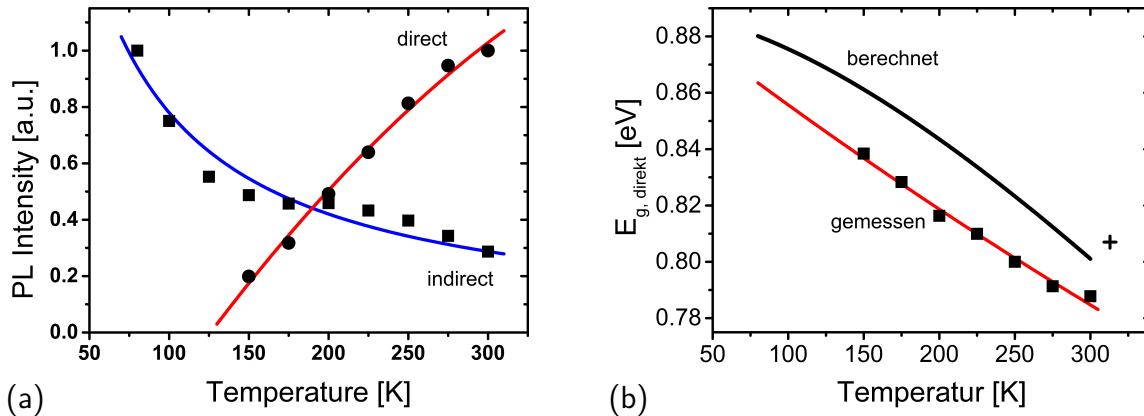 PL Intensity [a.u.]
1.0
0.8
0.6
0.4
0.2
0.0
direct
indirect
50 100 150 200 250 300
Temperature [K]
(a)
E g, direkt [eV]
0.88
0.86
0.84
0.82
0.80
0.78
berechnet
gemessen
+
50 100 150 200 250 300
Temperatur [K]
(b)